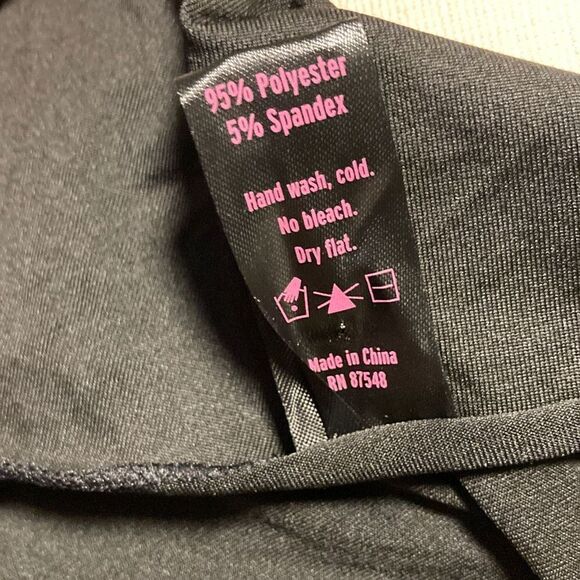 95% Polyester
5% Spandex
Hand wash, cold.
No bleach.
Dry flat.
Made in China
RN 87548